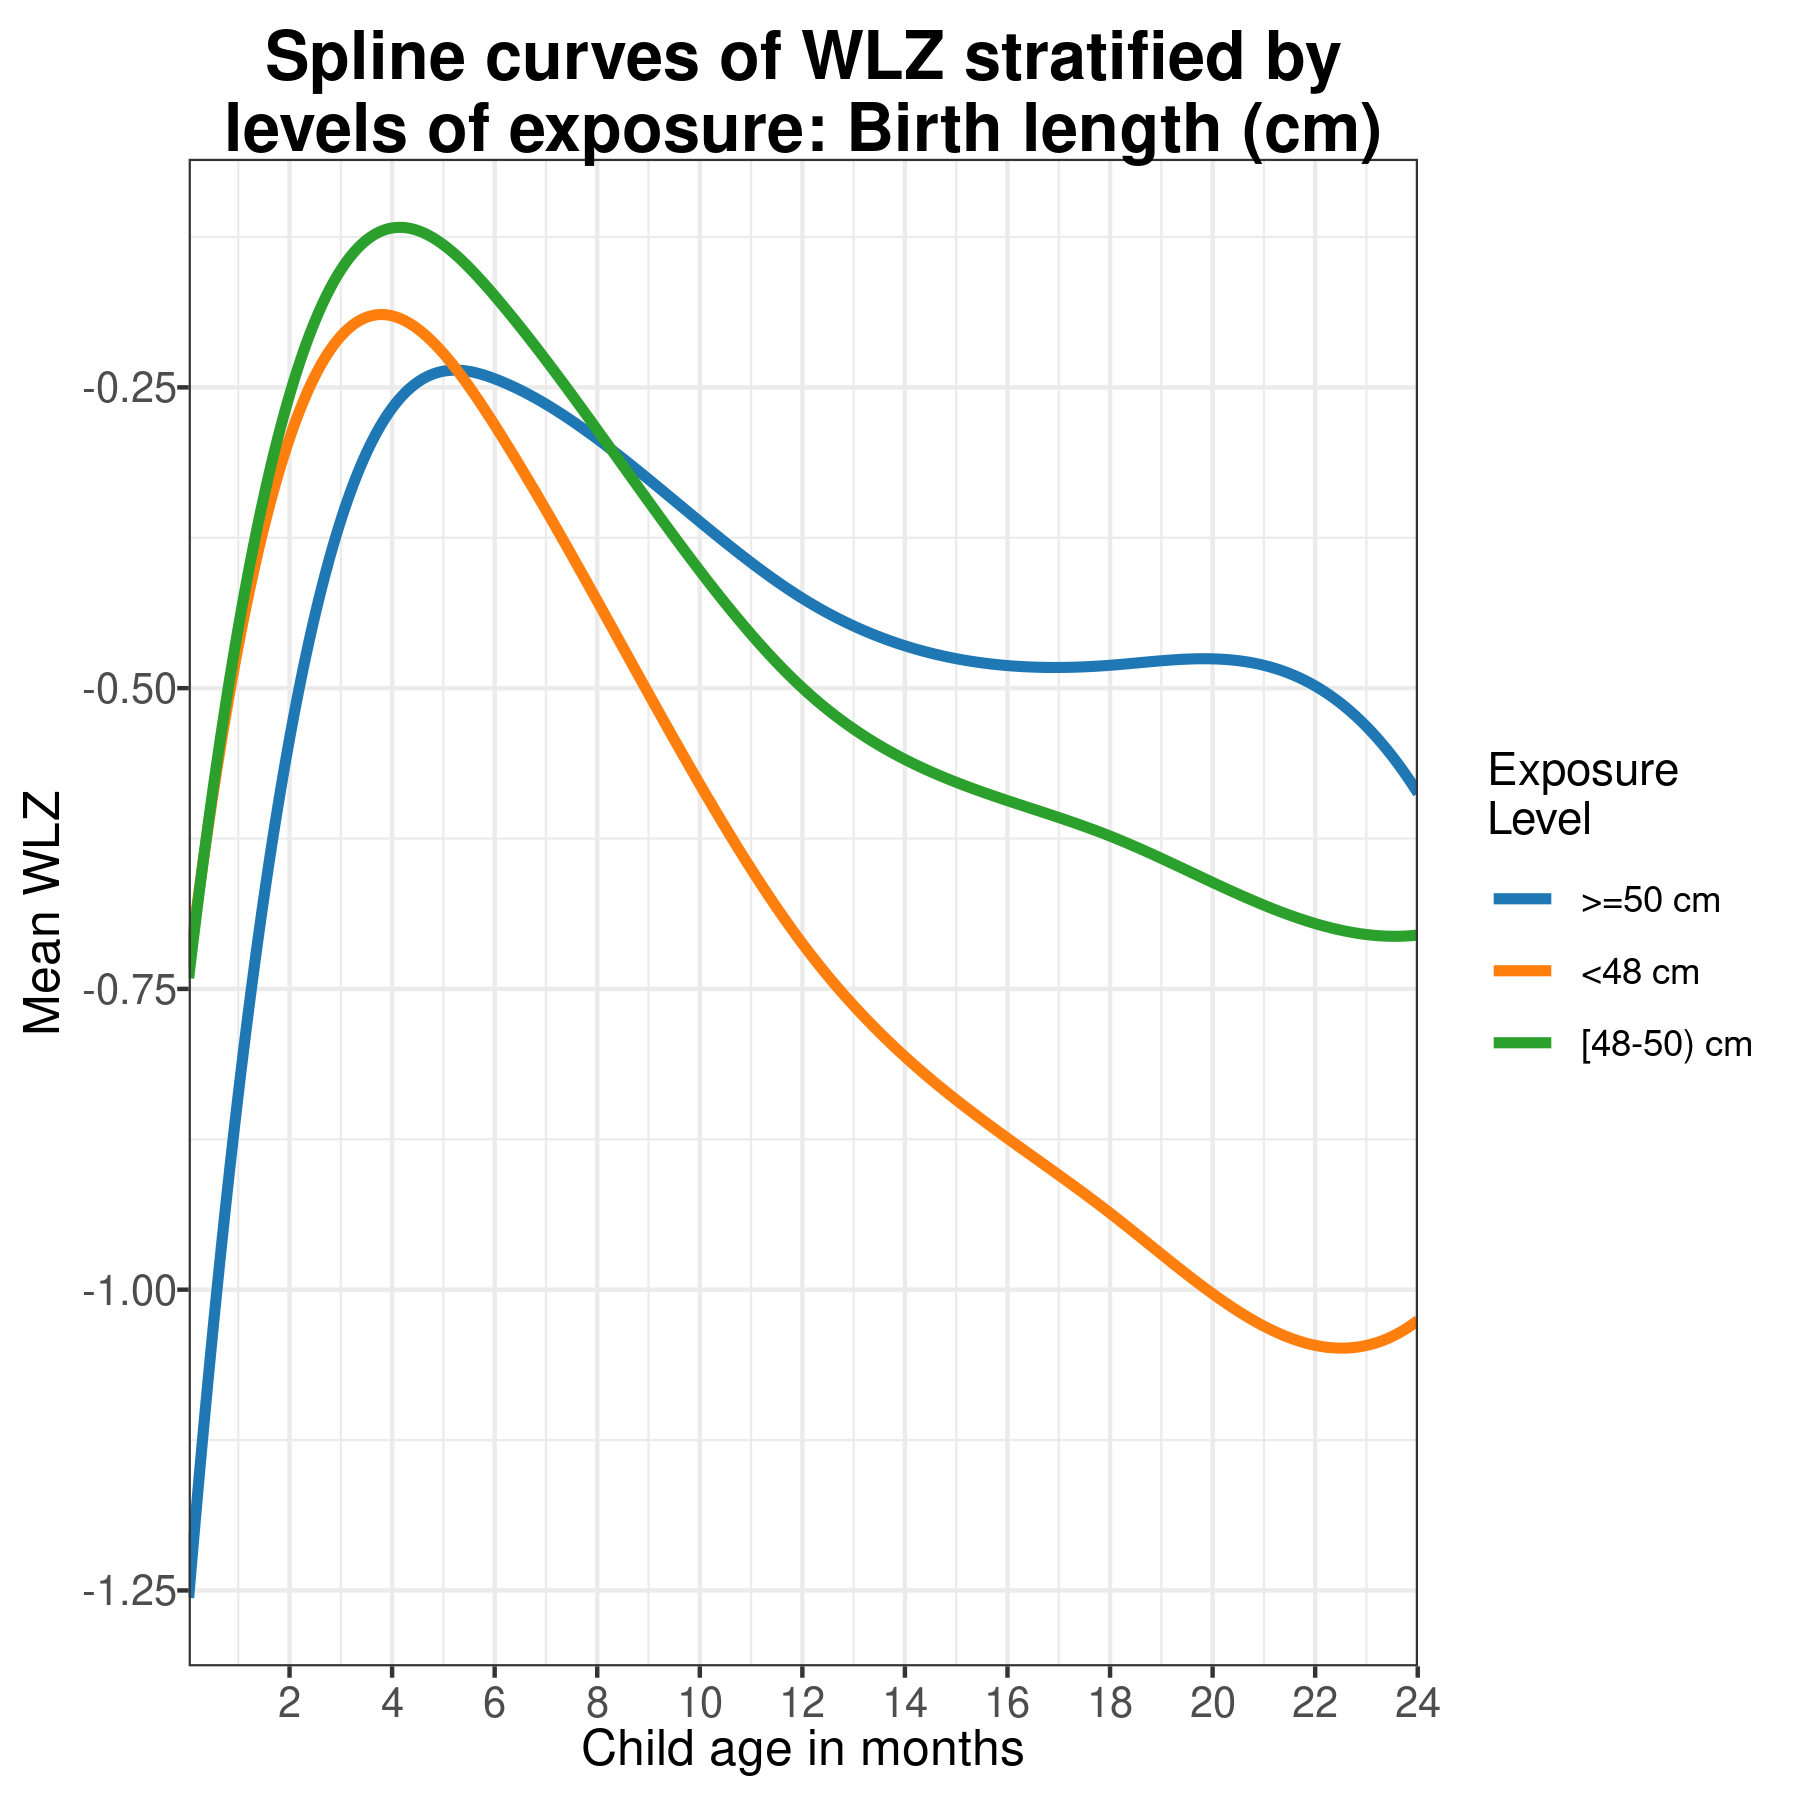 Spline curves of WLZ stratified by
levels of exposure: Birth length (cm)
Mean WLZ
-0.25
-0.50
-0.75
-1.00
-1.25
2 4 6 8 10 12 14 16 18 20 22 24
Child age in months
Exposure
Level
>=50 cm
<48 cm
[48-50) cm